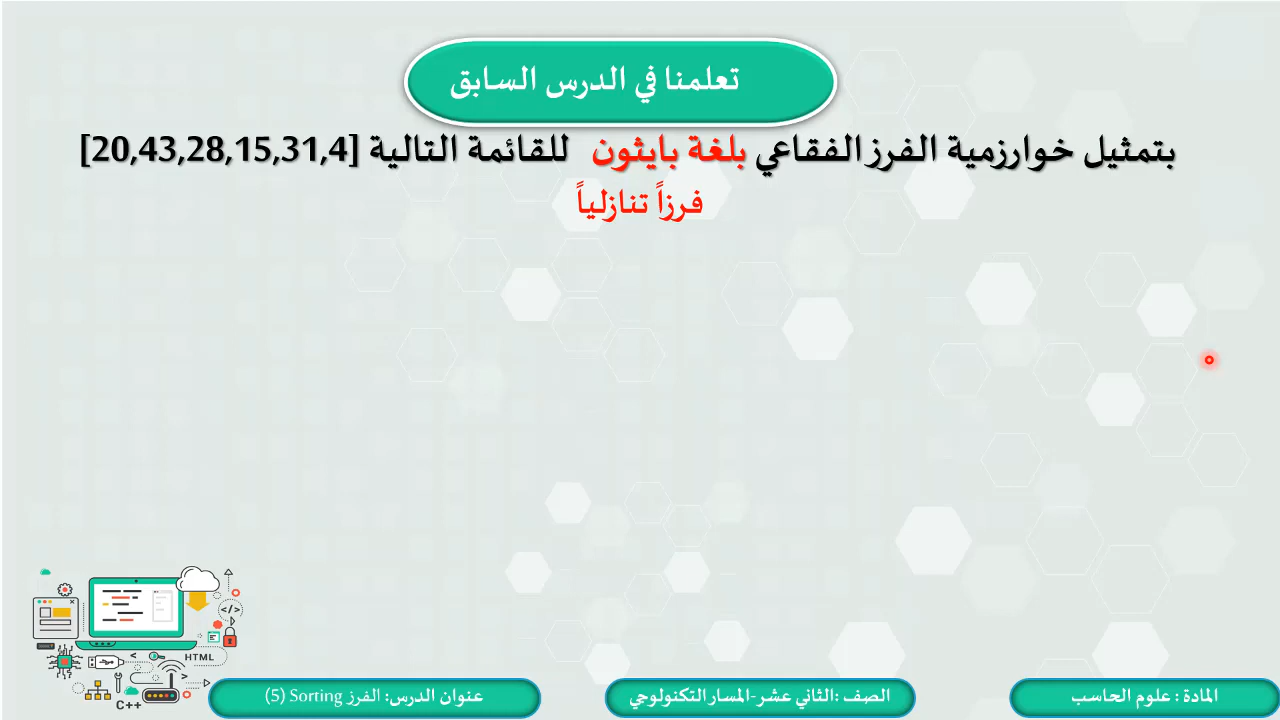 تعلمنا في الدرس السابق
بتمثيل خوارزمية الفرز الفقاعي بلغة بايثون للقائمة التالية [20,43,28,15,31,4]
فرزاً تنازلياً
HTML
C++
المادة : علوم الحاسب
الصف :الثاني عشر-المسار التكنولوجي
عنوان الدرس: الفرز Sorting (5)